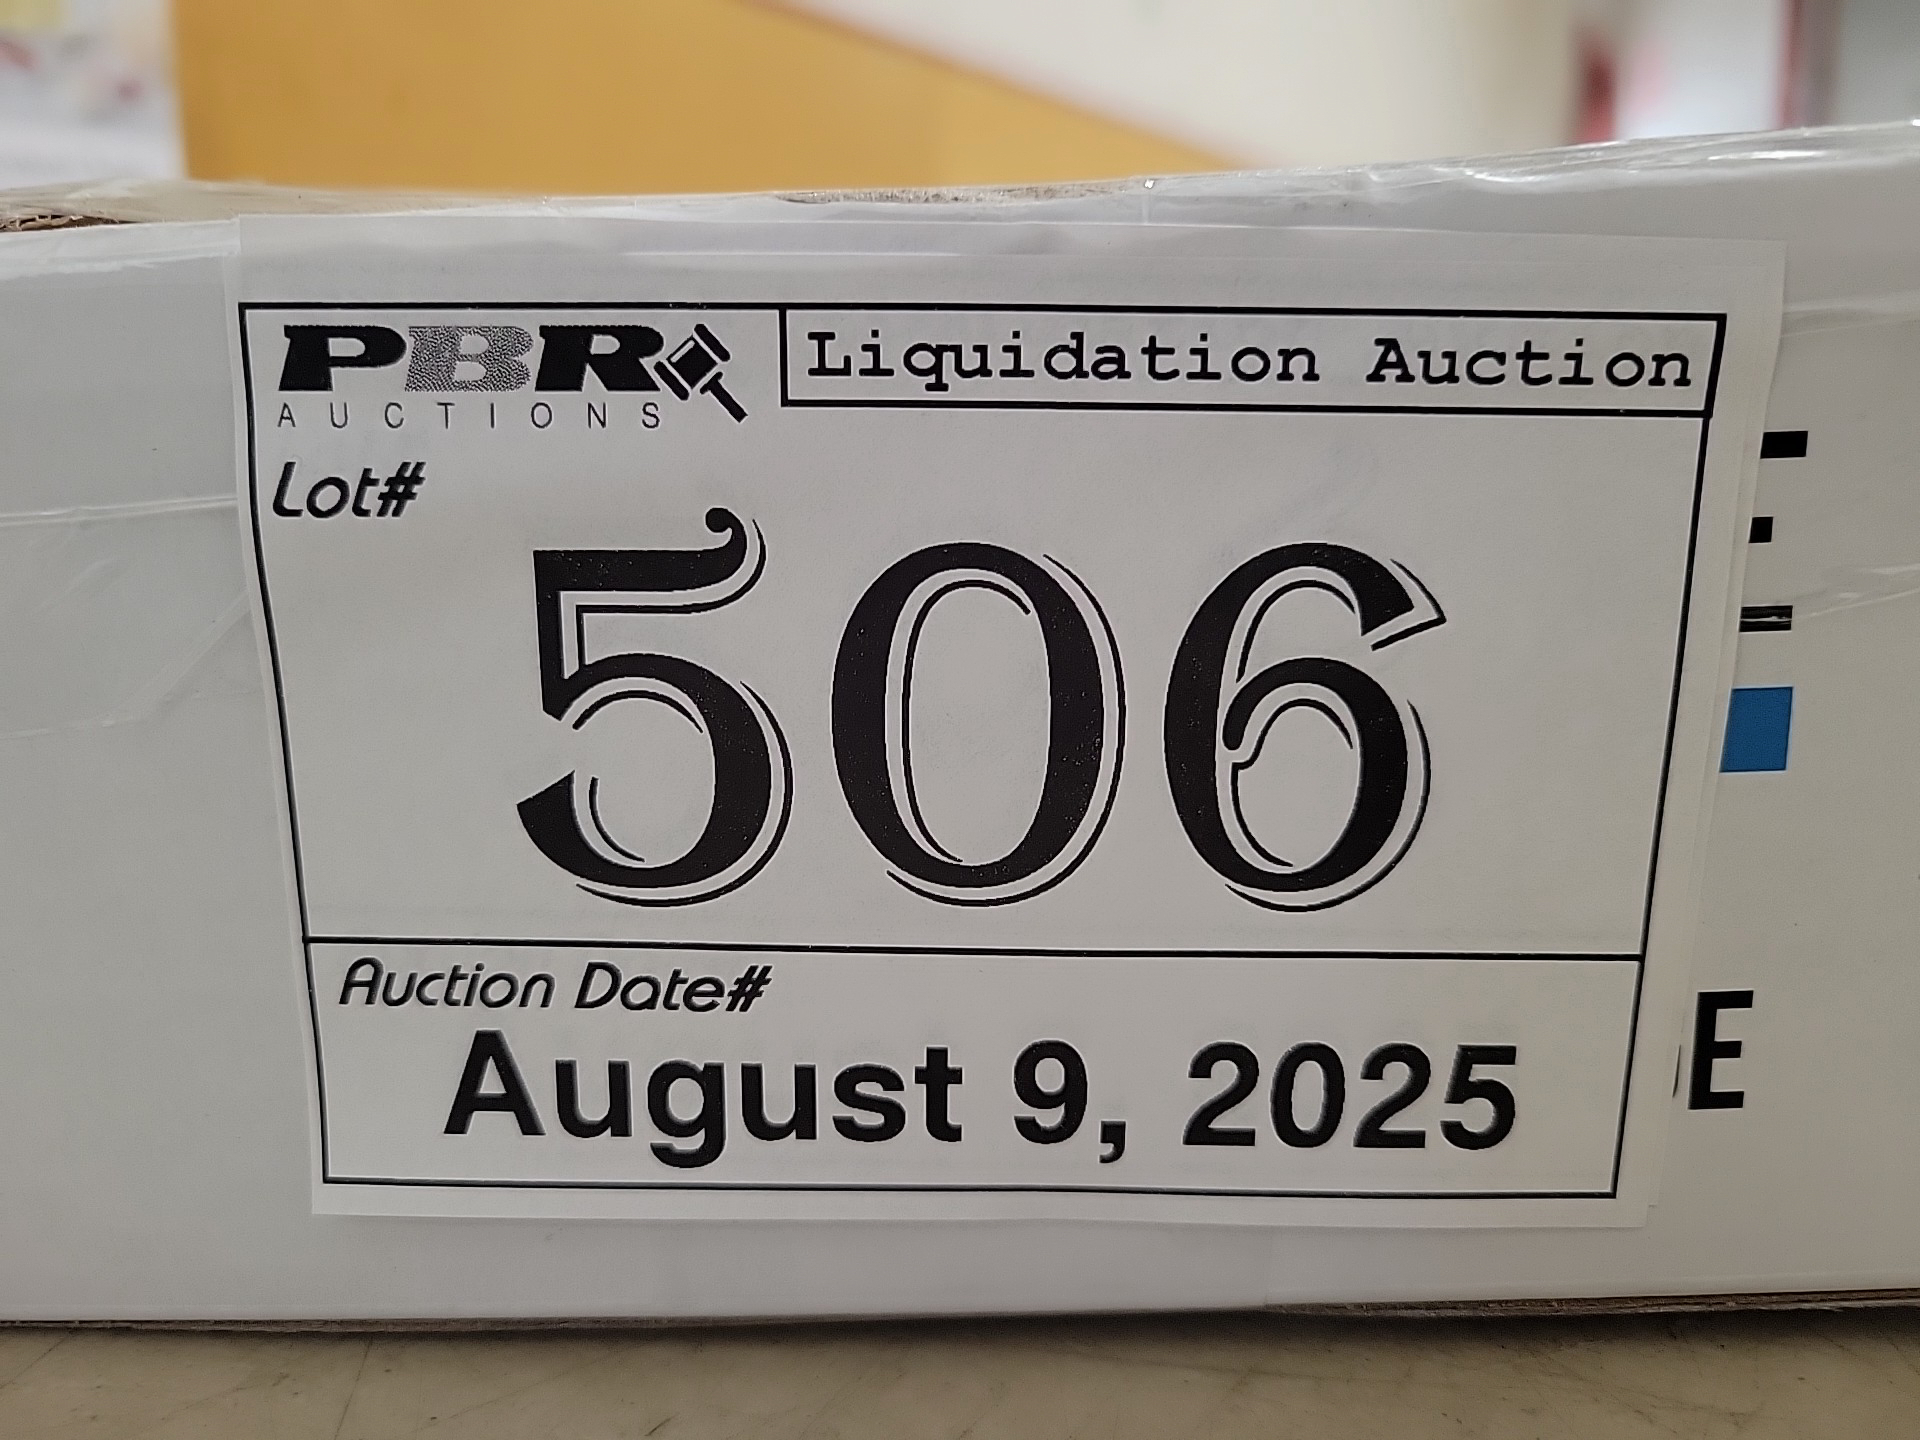 PBR
AUCTIONS
Liquidation Auction
Lot#
506
Auction Date#
August 9, 2025
E